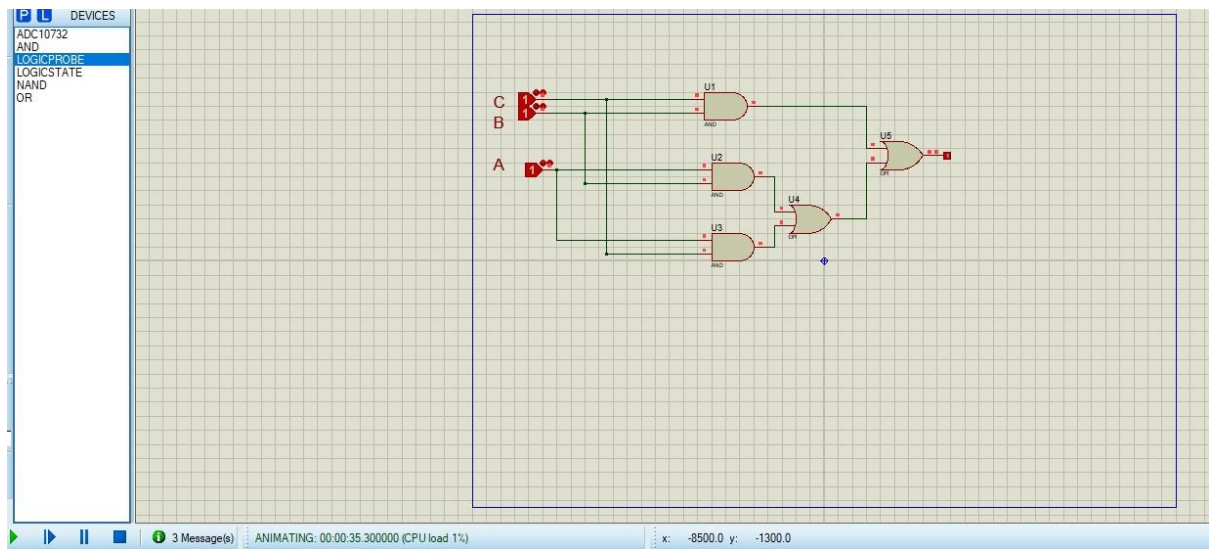 P L DEVICES
ADC10732
AND
LOGICPROBE
LOGICSTATE
NAND
OR
C 1
B 1
A 1
U1
AND
U2
AND
U3
AND
U4
OR
U5
OR
1
3 Message(s) ANIMATING: 00:00:35.300000 (CPU load 1%) x: -8500.0 y: -1300.0